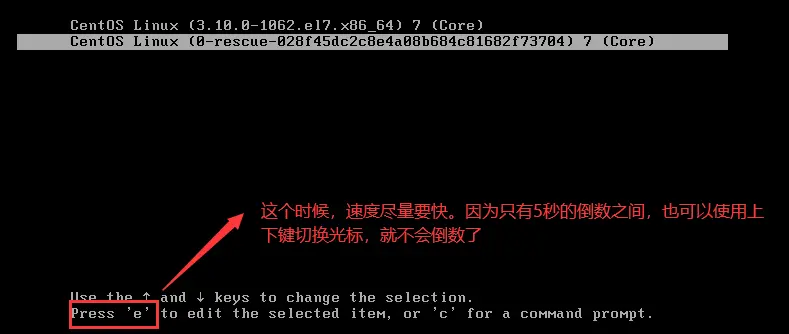 CentOS Linux (3.10.0-1062.el7.x86_64) 7 (Core)
CentOS Linux (0-rescue-028f45dc2c8e4a08b684c81682f73704) 7 (Core)
这个时候，速度尽量要快。因为只有5秒的倒数之间，也可以使用上
下键切换光标，就不会倒数了
Use the ↑ and ↓ keys to change the selection.
Press 'e' to edit the selected item, or 'c' for a command prompt.